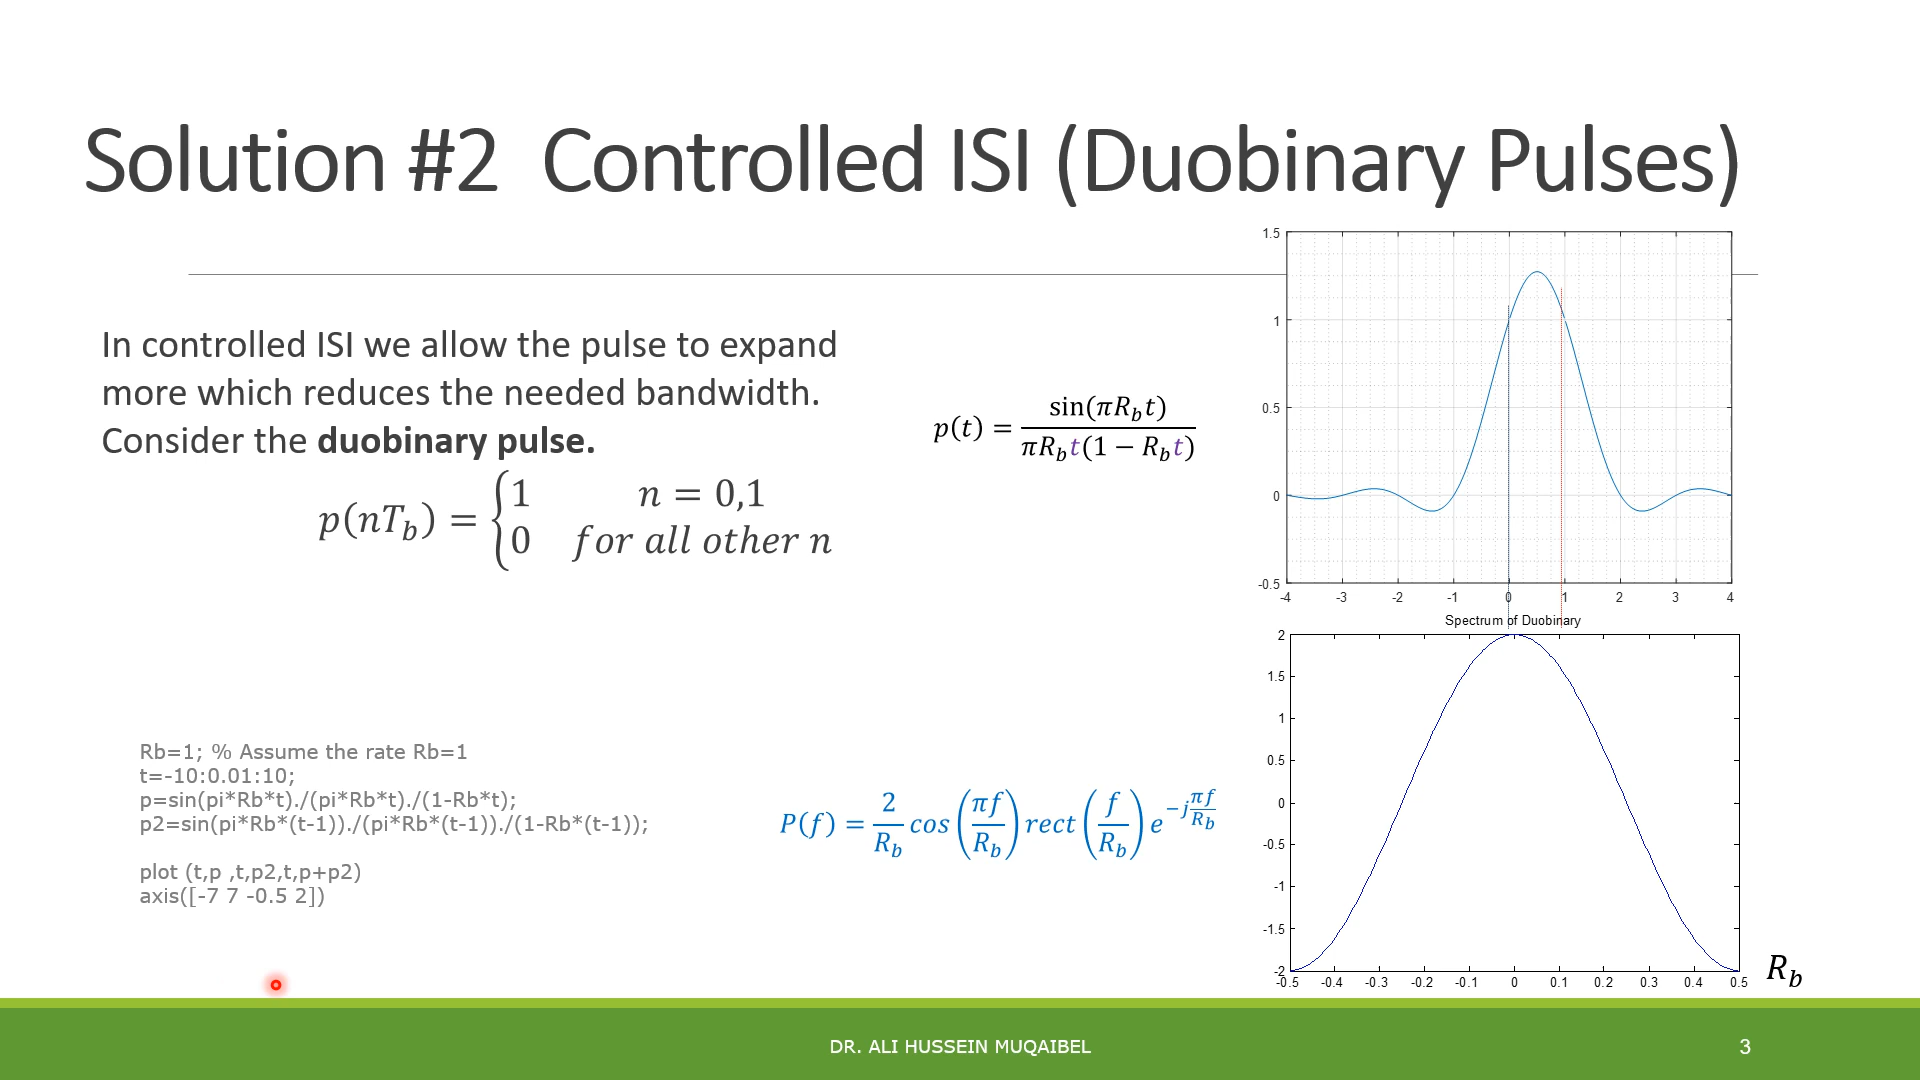 Solution #2 Controlled ISI (Duobinary Pulses)
In controlled ISI we allow the pulse to expand
more which reduces the needed bandwidth.
Consider the duobinary pulse.
p(nT_b) = {1 n = 0,1
0 for all other n
p(t) = sin(πR_bt) / πR_bt(1 − R_bt)
1.5
1
0.5
0
-0.5
-4 -3 -2 -1 0 1 2 3 4
Spectrum of Duobinary
2
1.5
1
0.5
0
-0.5
-1
-1.5
-2
-0.5 -0.4 -0.3 -0.2 -0.1 0 0.1 0.2 0.3 0.4 0.5
R_b
Rb=1; % Assume the rate Rb=1
t=-10:0.01:10;
p=sin(pi*Rb*t)./(pi*Rb*t)./(1-Rb*t);
p2=sin(pi*Rb*(t-1))./(pi*Rb*(t-1))./(1-Rb*(t-1));
plot (t,p ,t,p2,t,p+p2)
axis([-7 7 -0.5 2])
P(f) = 2/R_b cos(πf/R_b) rect(f/R_b) e^{−jπf/R_b}
DR. ALI HUSSEIN MUQAIBEL
3